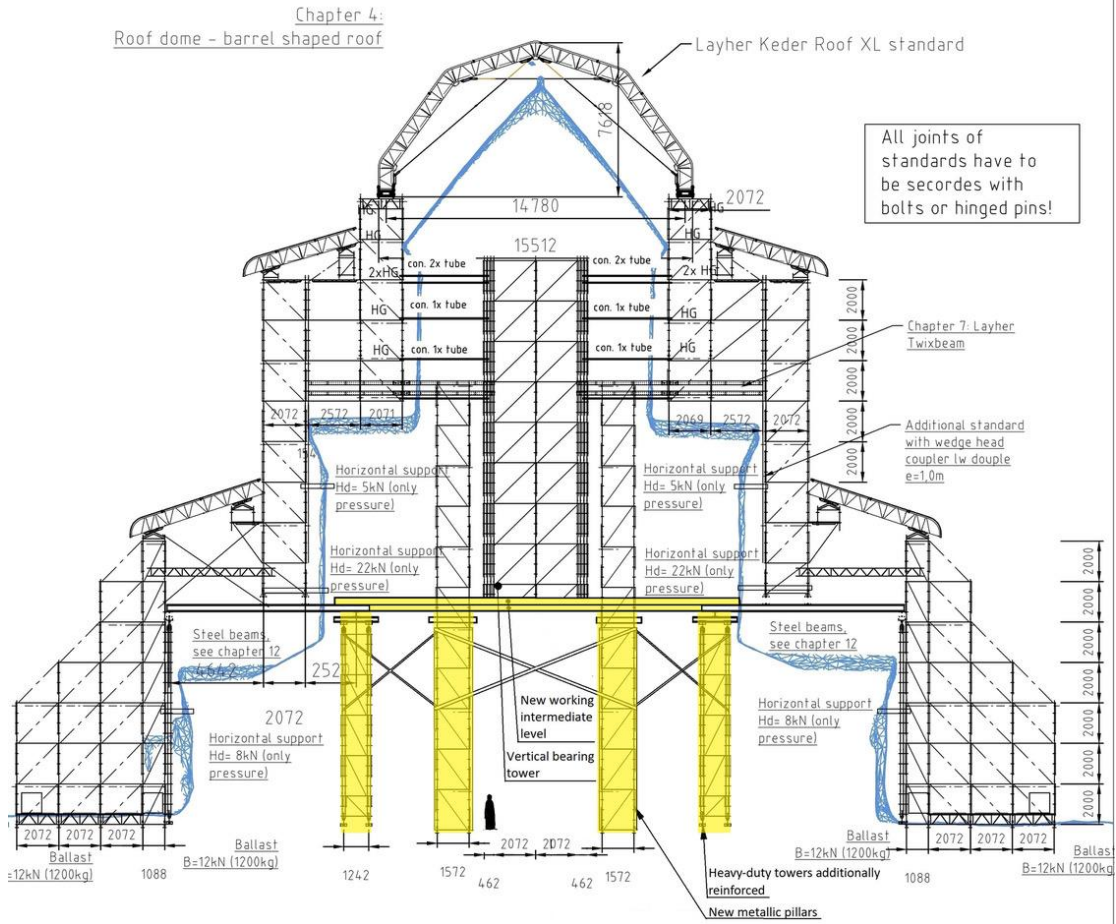 Chapter 4:
Roof dome - barrel shaped roof
Layher Keder Roof XL standard
7618
All joints of
standards have to
be secordes with
bolts or hinged pins!
14780
2072
HG
HG
15512
HG
HG
con. 2x tube
con. 2x tube
2xHG
2x HG
con. 1x tube
con. 1x tube
HG
HG
con. 1x tube
con. 1x tube
HG
HG
2000
2000
2000
2000
2000
Chapter 7: Layher
Twixbeam
2072
2572
2071
2069
2572
2072
154
Additional standard
with wedge head
coupler lw douple
e=1,0m
Horizontal support
Hd= 5kN (only
pressure)
Horizontal support
Hd= 5kN (only
pressure)
Horizontal support
Hd= 22kN (only
pressure)
Horizontal support
Hd= 22kN (only
pressure)
2000
2000
2000
2000
2000
2000
2000
Steel beams,
see chapter 12
Steel beams,
see chapter 12
4642
252
2072
New working
intermediate
level
Vertical bearing
tower
Horizontal support
Hd= 8kN (only
pressure)
Horizontal support
Hd= 8kN (only
pressure)
2072
2072
2072
2072
2072
2072
2072
Ballast
B=12kN (1200kg)
Ballast
B=12kN (1200kg)
Ballast
B=12kN (1200kg)
Ballast
=12kN (1200kg)
1088
1242
1572
462
462
1572
1088
Heavy-duty towers additionally
reinforced
New metallic pillars